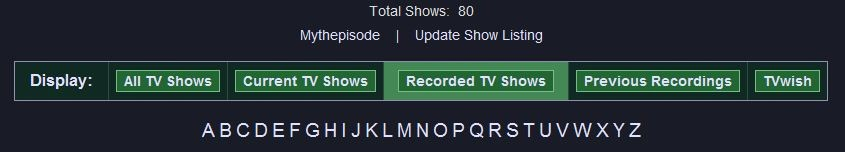 Total Shows: 80
Mythepisode | Update Show Listing
Display: All TV Shows Current TV Shows Recorded TV Shows Previous Recordings TVwish
A B C D E F G H I J K L M N O P Q R S T U V W X Y Z